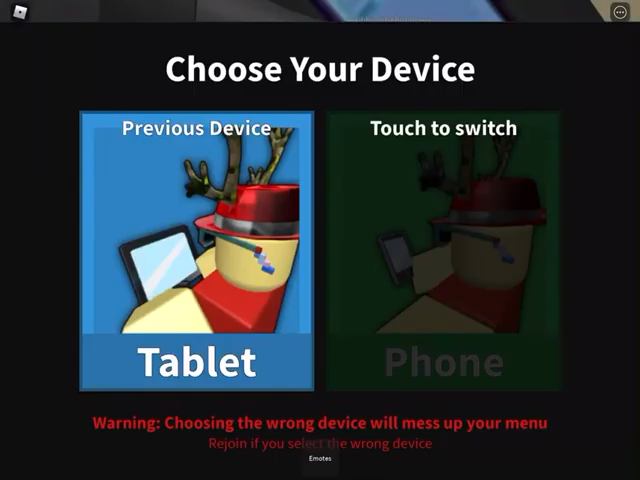 Choose Your Device
Previous Device
Touch to switch
Tablet
Phone
Warning: Choosing the wrong device will mess up your menu
Rejoin if you select the wrong device
Emotes